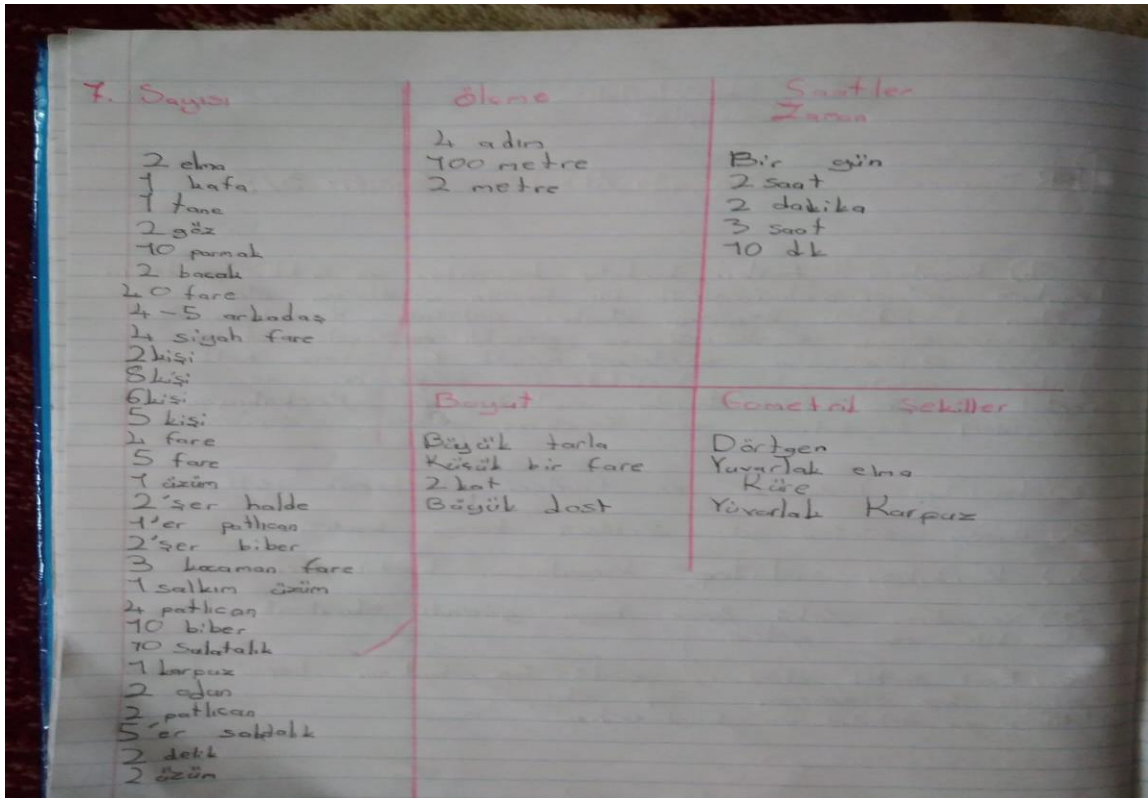 7. Sayısı
2 elma
1 kafa
1 tane
2 göz
10 parmak
2 bacak
40 fare
4-5 arkadaş
4 siyah fare
2 kişi
8 kişi
6 kişi
5 kişi
4 fare
5 fare
1 üzüm
2'şer halde
1'er patlıcan
2'şer biber
3 kocaman fare
1 salkım üzüm
4 patlıcan
10 biber
10 Salatalık
1 karpuz
2
2 patlıcan
5'er
2 delik
2 üzüm
Ölçme
4 adım
100 metre
2 metre
Saatler
Zaman
Bir gün
2 saat
2 dakika
3 saat
10 dk
Boyut
Büyük tarla
Küçük bir fare
2 kat
Büyük dost
Geometrik Şekiller
Dörtgen
Yuvarlak elma
Küre
Yuvarlak Karpuz